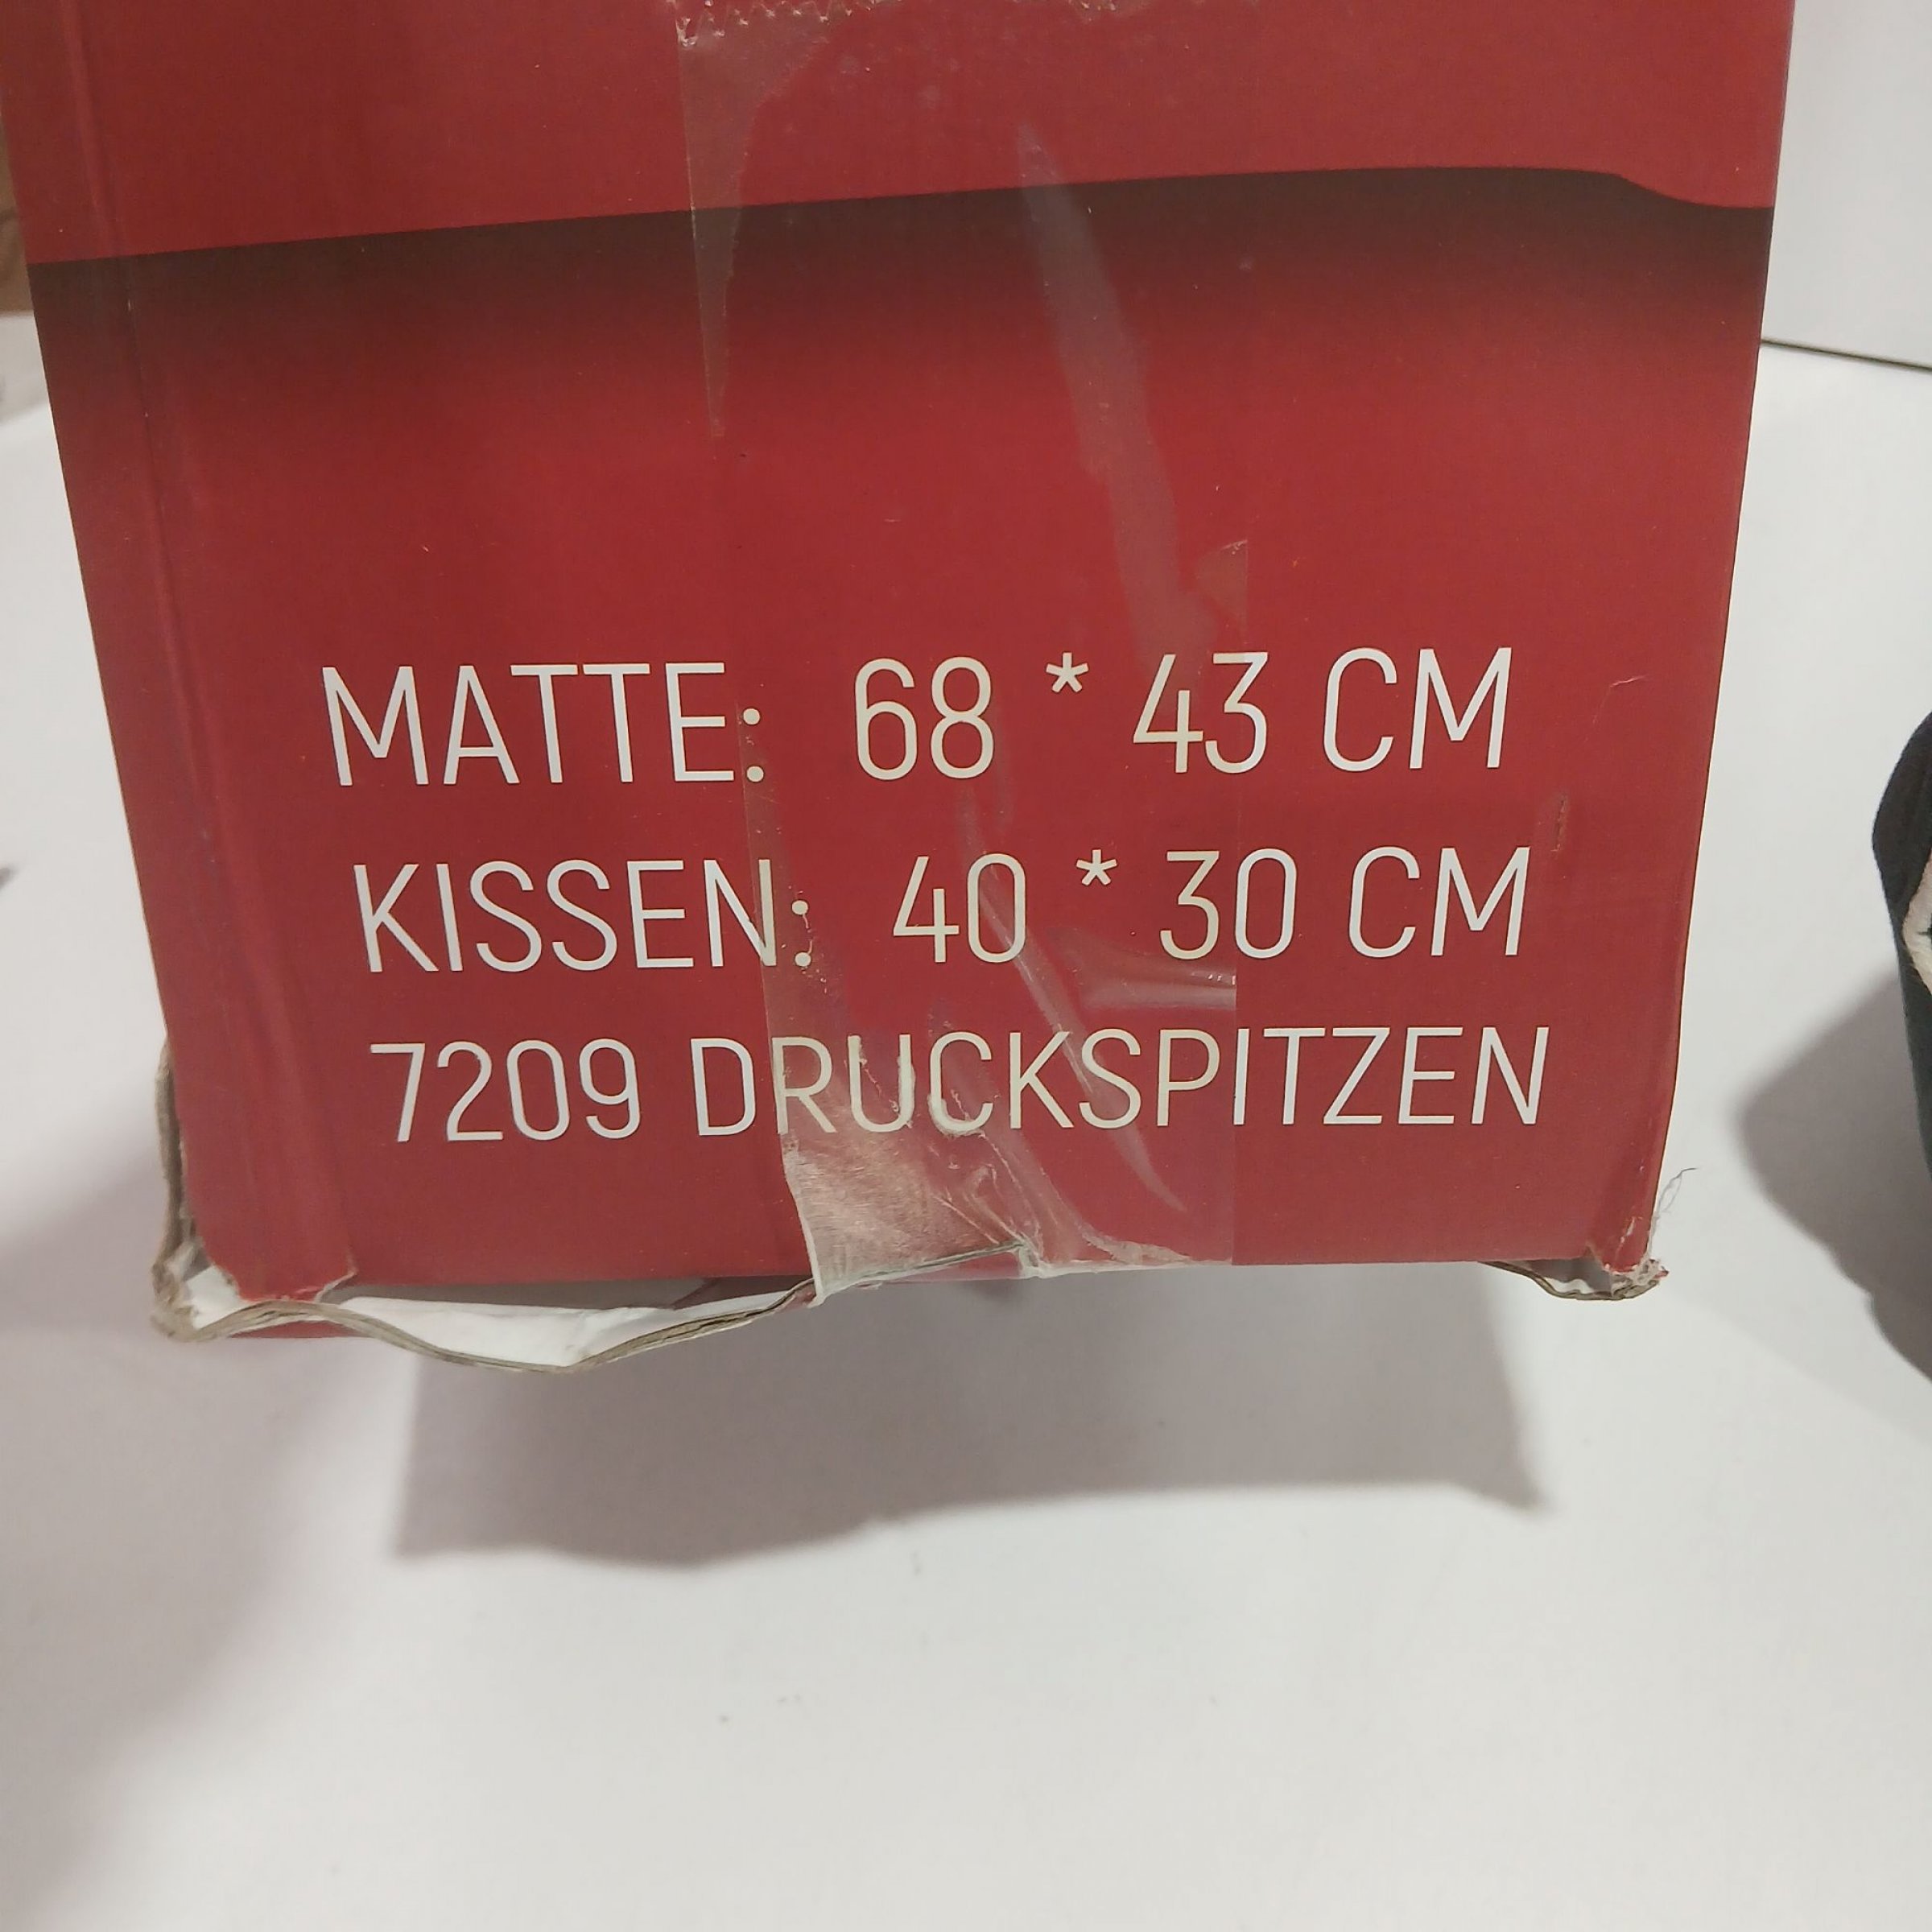 MATTE: 68 * 43 CM
KISSEN: 40 * 30 CM
7209 DRUCKSPITZEN